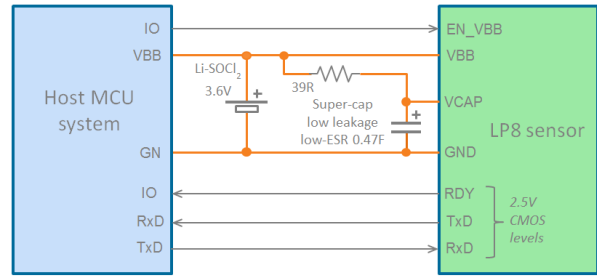 IO
EN_VBB
VBB
VBB
Li-SOCl2
3.6V
39R
Host MCU
system
Super-cap
low leakage
low-ESR 0.47F
VCAP
LP8 sensor
GN
GND
IO
RDY
RxD
TxD
TxD
RxD
2.5V
CMOS
levels
+
+